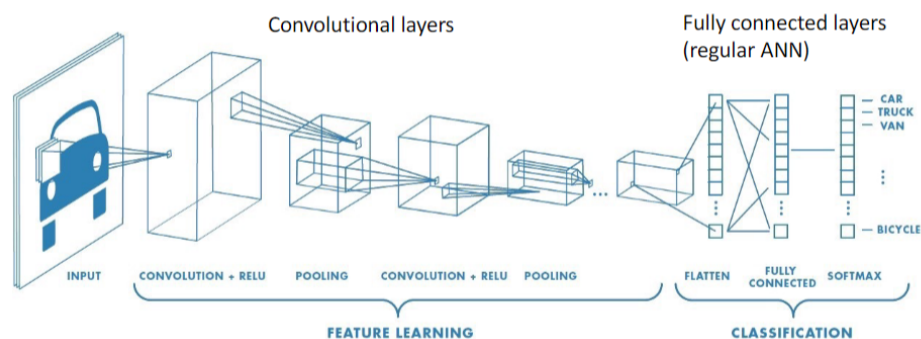 Convolutional layers
Fully connected layers
(regular ANN)
CAR
TRUCK
VAN
BICYCLE
INPUT
CONVOLUTION + RELU
POOLING
CONVOLUTION + RELU
POOLING
FLATTEN
FULLY
CONNECTED
SOFTMAX
FEATURE LEARNING
CLASSIFICATION